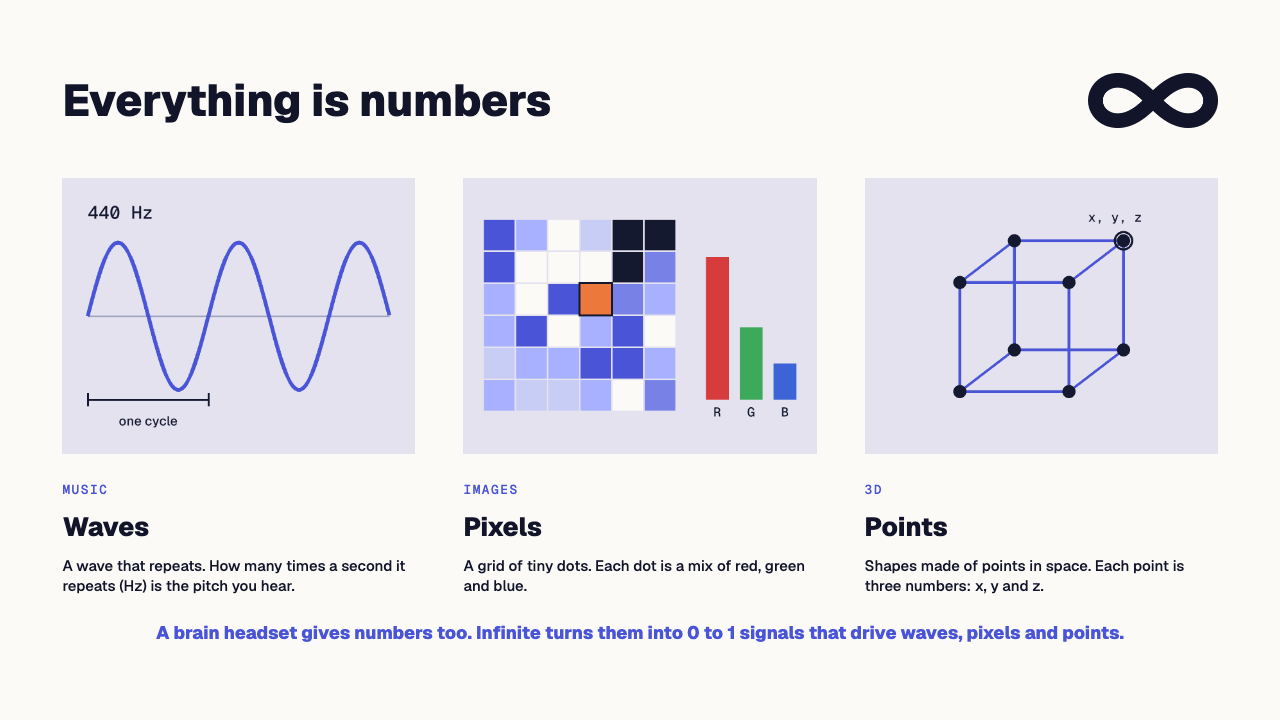 Everything is numbers
440 Hz
one cycle
R G B
x, y, z
MUSIC
Waves
A wave that repeats. How many times a second it
repeats (Hz) is the pitch you hear.
IMAGES
Pixels
A grid of tiny dots. Each dot is a mix of red, green
and blue.
3D
Points
Shapes made of points in space. Each point is
three numbers: x, y and z.
A brain headset gives numbers too. Infinite turns them into 0 to 1 signals that drive waves, pixels and points.